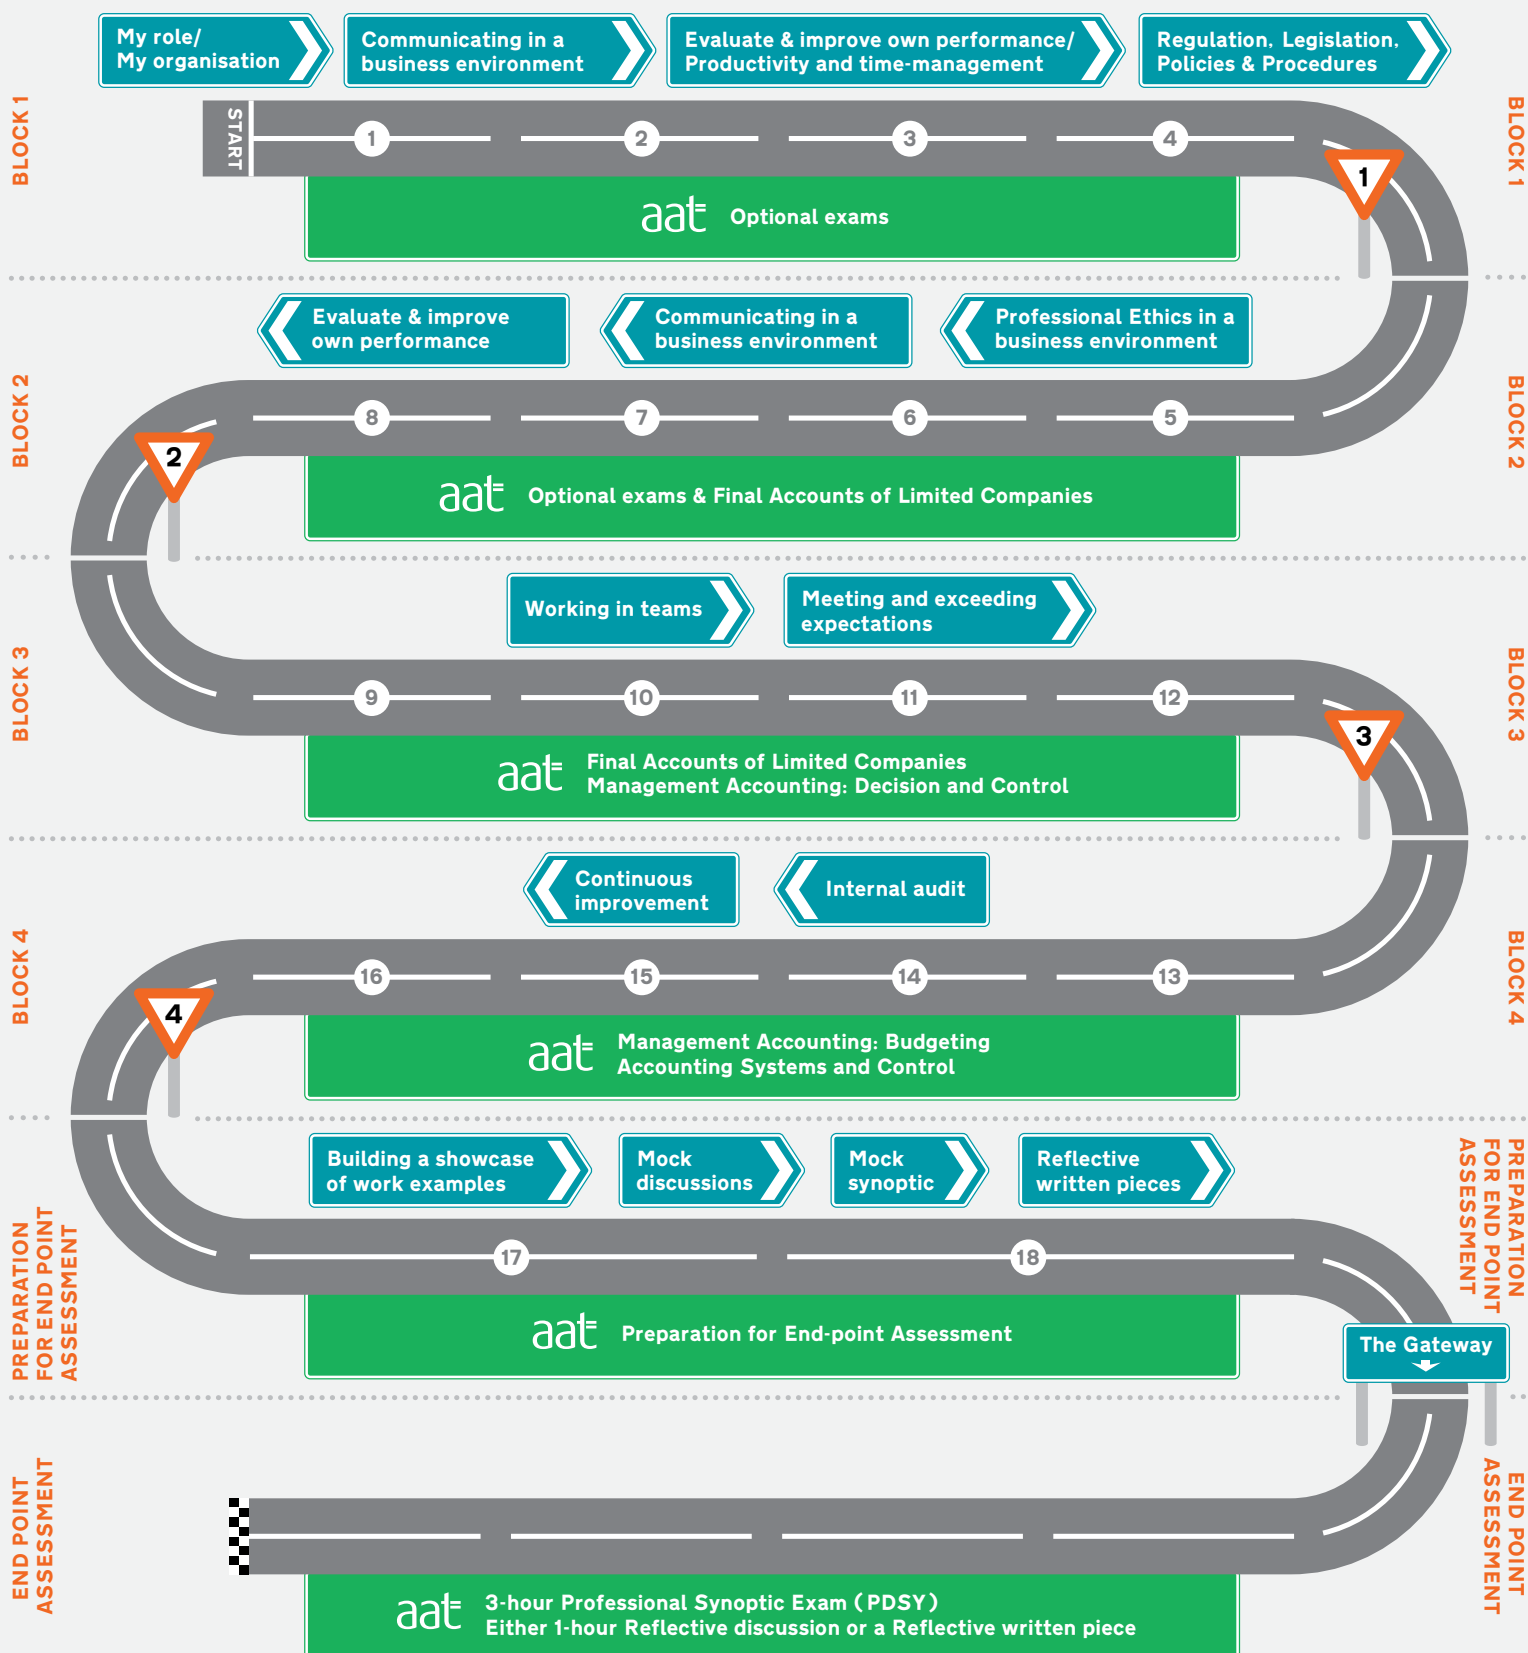 My role/
My organisation
Communicating in a
business environment
Evaluate & improve own performance/
Productivity and time-management
Regulation, Legislation,
Policies & Procedures
BLOCK 1
START
1
2
3
4
1
BLOCK 1
aat
Optional exams
Evaluate & improve
own performance
Communicating in a
business environment
Professional Ethics in a
business environment
BLOCK 2
2
8
7
6
5
BLOCK 2
aat
Optional exams & Final Accounts of Limited Companies
Working in teams
Meeting and exceeding
expectations
BLOCK 3
9
10
11
12
3
BLOCK 3
aat
Final Accounts of Limited Companies
Management Accounting: Decision and Control
Continuous
improvement
Internal audit
BLOCK 4
4
16
15
14
13
BLOCK 4
aat
Management Accounting: Budgeting
Accounting Systems and Control
Building a showcase
of work examples
Mock
discussions
Mock
synoptic
Reflective
written pieces
PREPARATION
FOR END POINT
ASSESSMENT
17
18
PREPARATION
FOR END POINT
ASSESSMENT
aat
Preparation for End-point Assessment
The Gateway
END POINT
ASSESSMENT
END POINT
ASSESSMENT
aat
3-hour Professional Synoptic Exam (PDSY)
Either 1-hour Reflective discussion or a Reflective written piece